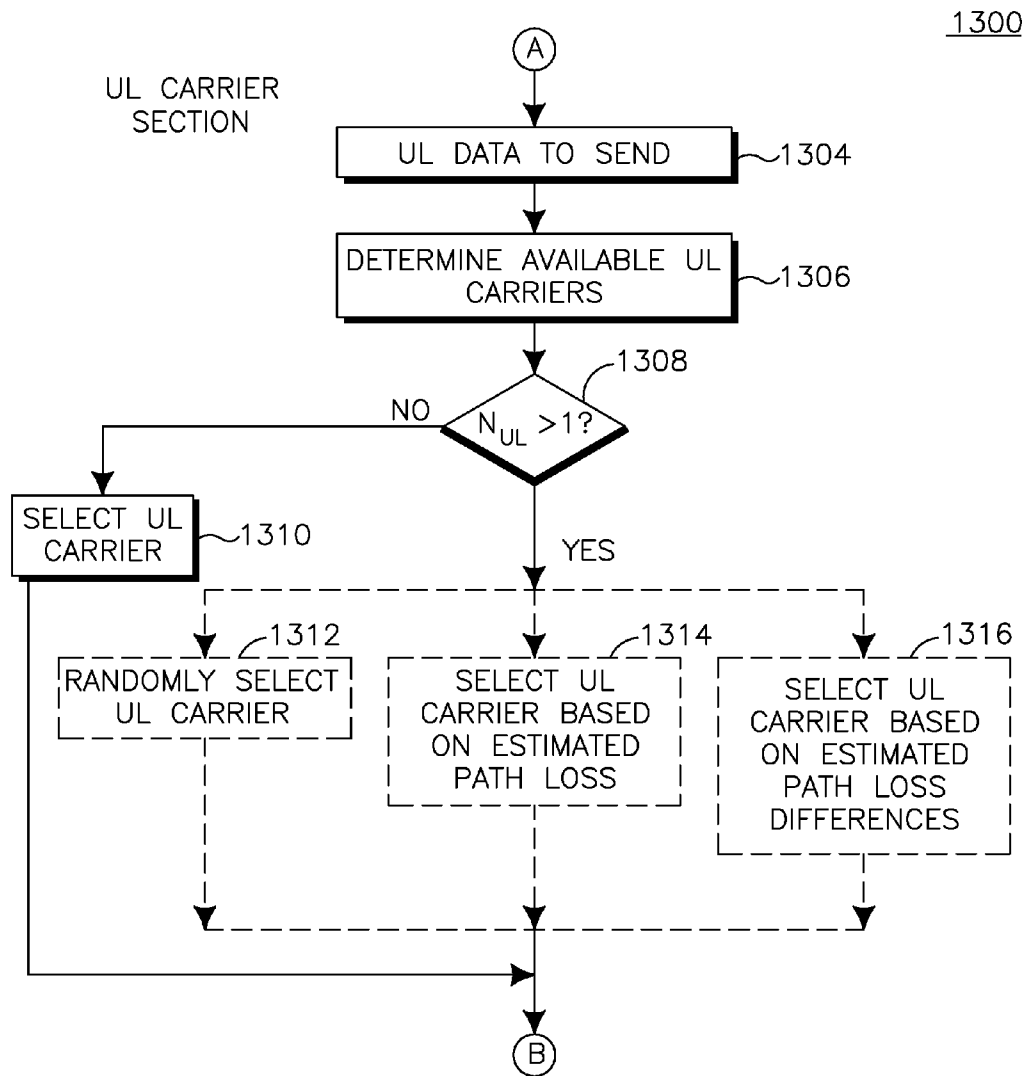 1300
A
UL CARRIER
SECTION
UL DATA TO SEND
1304
DETERMINE AVAILABLE UL
CARRIERS
1306
1308
N_UL >1?
NO
SELECT UL
CARRIER
1310
YES
1312
RANDOMLY SELECT
UL CARRIER
1314
SELECT UL
CARRIER BASED
ON ESTIMATED
PATH LOSS
1316
SELECT UL
CARRIER BASED
ON ESTIMATED
PATH LOSS
DIFFERENCES
B